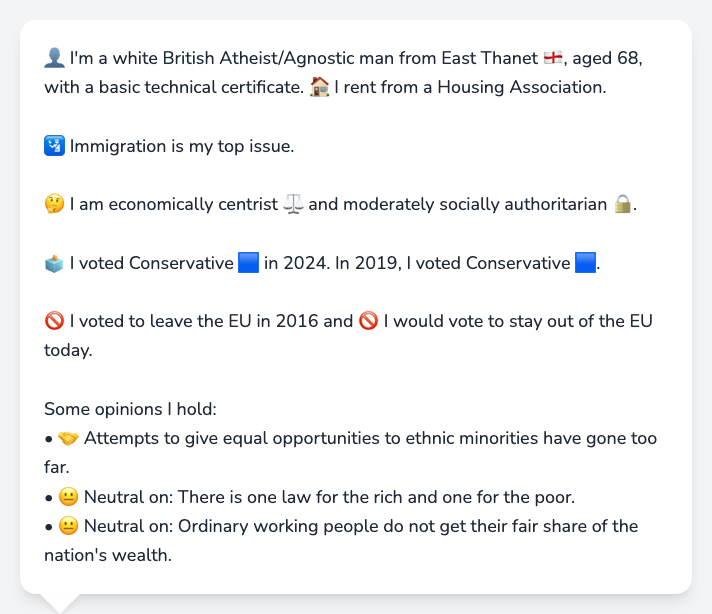 👤 I'm a white British Atheist/Agnostic man from East Thanet 🏴󠁧󠁢󠁥󠁮󠁧󠁿, aged 68,
with a basic technical certificate. 🏠 I rent from a Housing Association.
🛂 Immigration is my top issue.
🤔 I am economically centrist ⚖️ and moderately socially authoritarian 🔒.
🗳️ I voted Conservative 🟦 in 2024. In 2019, I voted Conservative 🟦.
🚫 I voted to leave the EU in 2016 and 🚫 I would vote to stay out of the EU
today.
Some opinions I hold:
• 🤝 Attempts to give equal opportunities to ethnic minorities have gone too
far.
• 😐 Neutral on: There is one law for the rich and one for the poor.
• 😐 Neutral on: Ordinary working people do not get their fair share of the
nation's wealth.